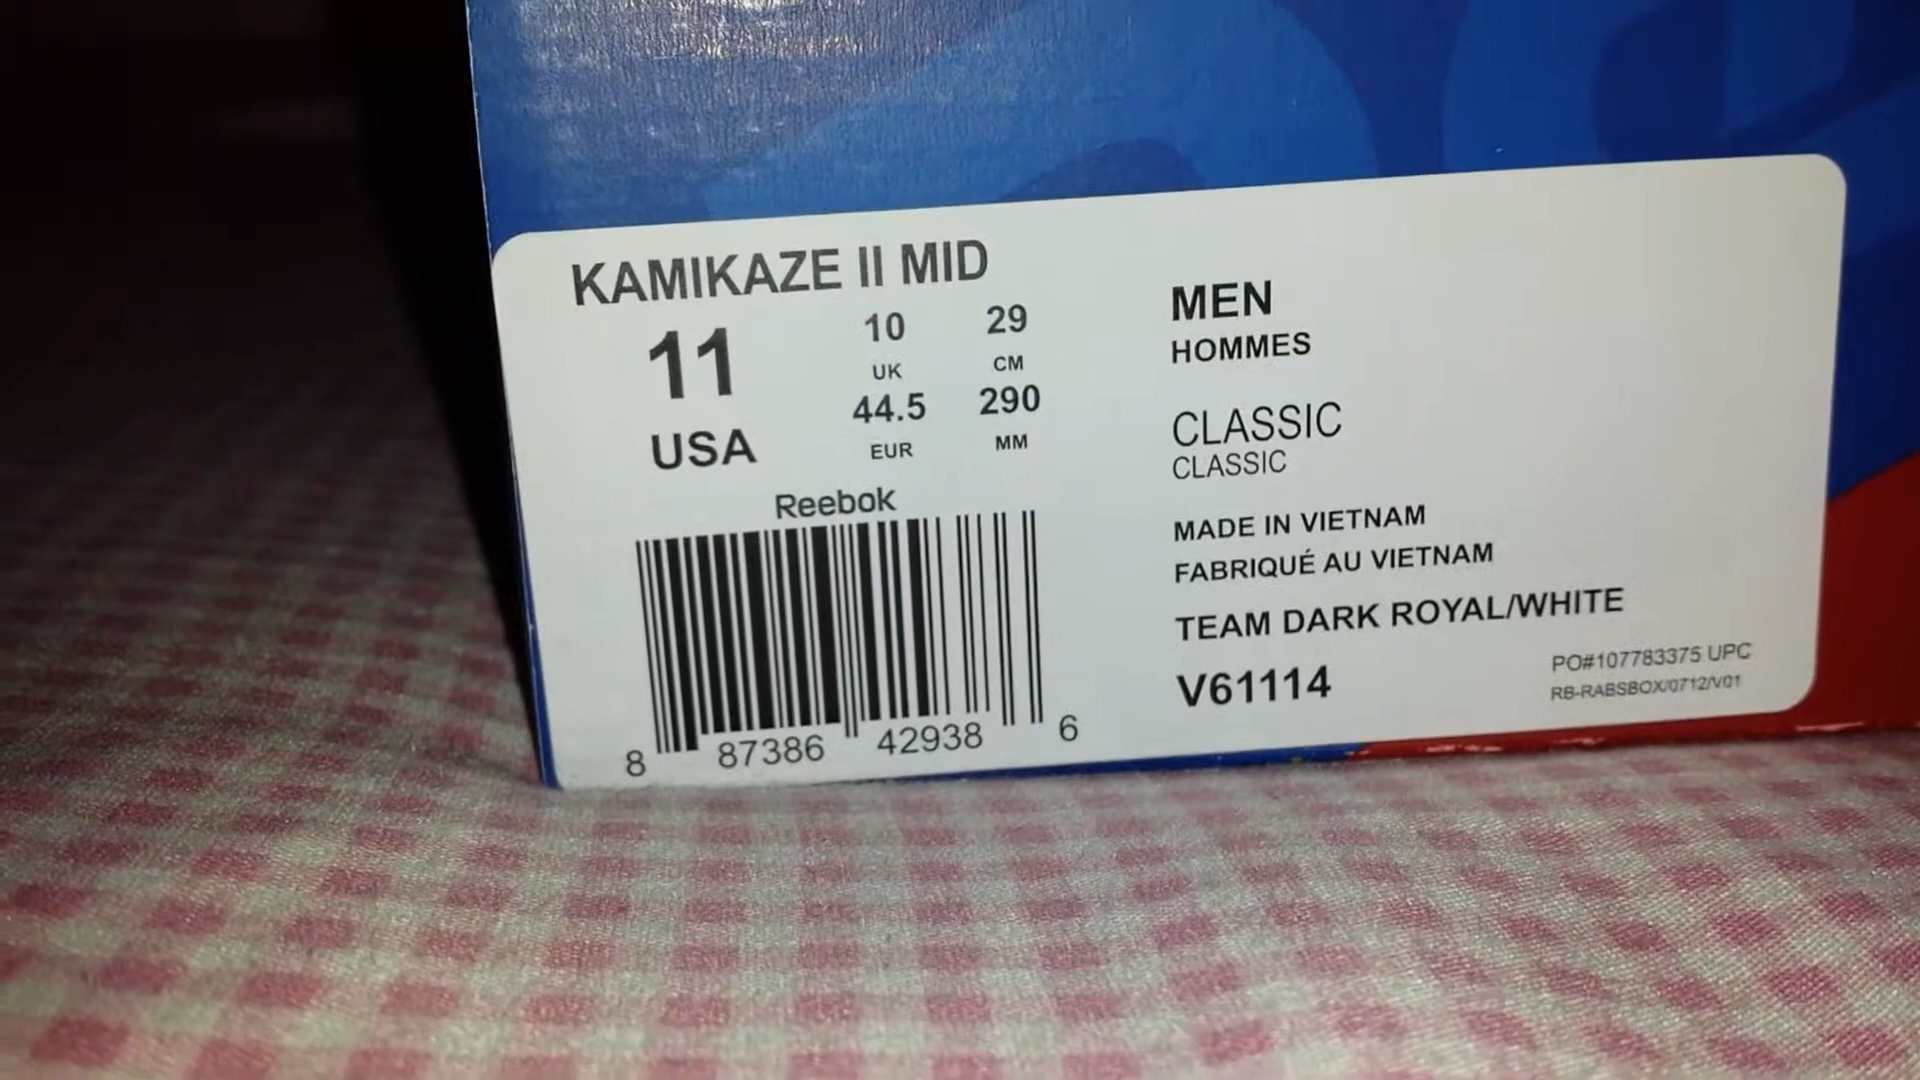 KAMIKAZE II MID
11
USA
10
UK
44.5
EUR
29
CM
290
MM
Reebok
8 87386 42938 6
MEN
HOMMES
CLASSIC
CLASSIC
MADE IN VIETNAM
FABRIQUÉ AU VIETNAM
TEAM DARK ROYAL/WHITE
V61114
PO#107783375 UPC
RB-RABSBOX/0712/V01